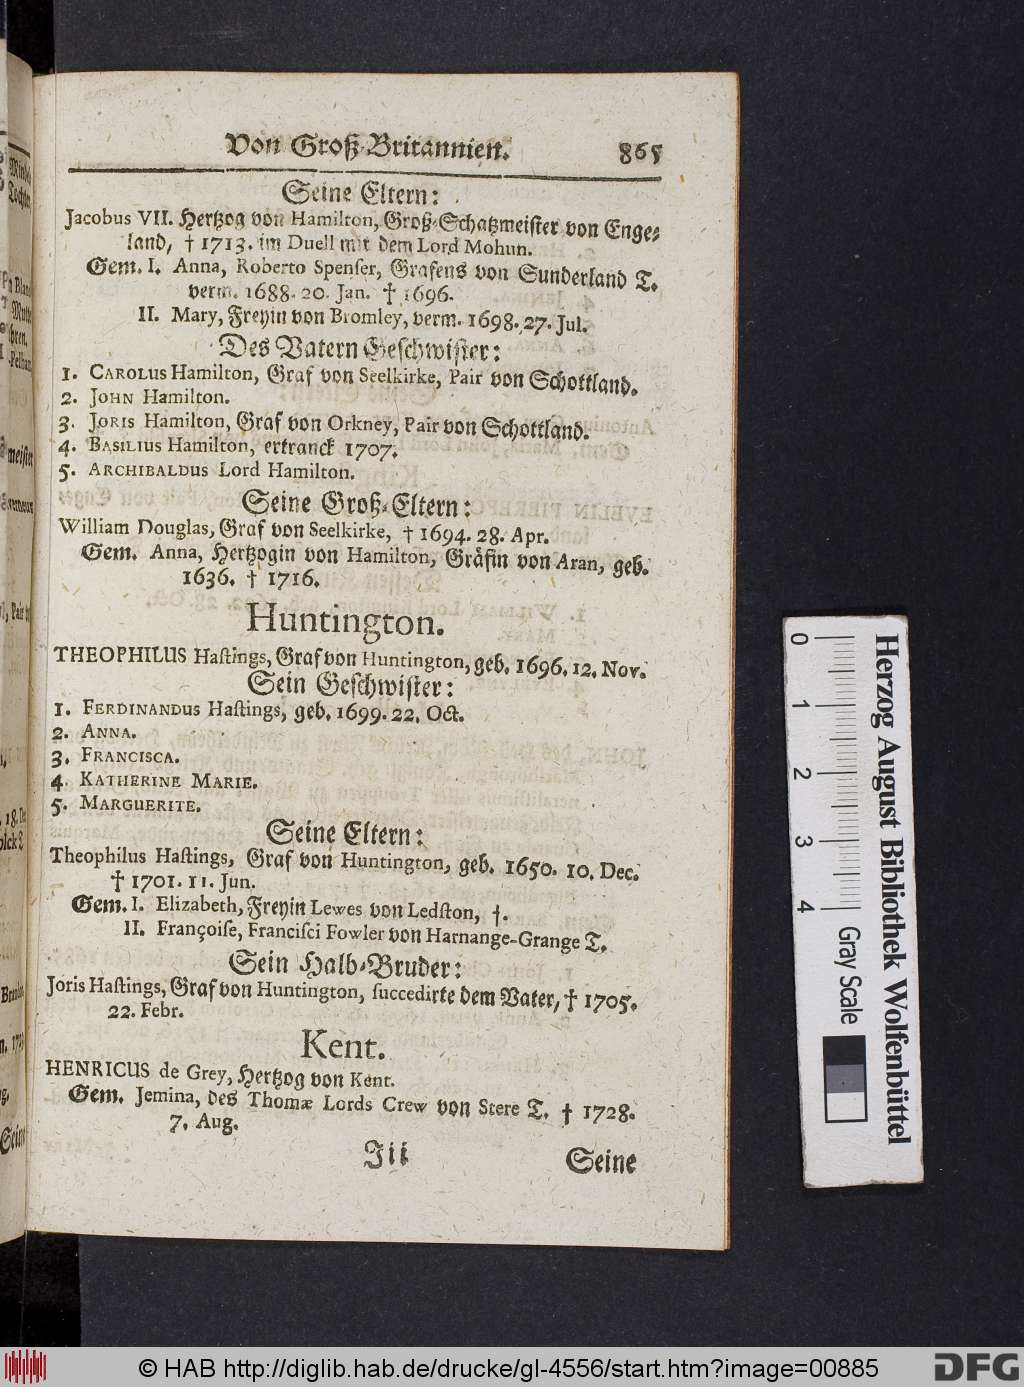 Von Groß-Britannien. 865
Seine Eltern:
Jacobus VII. Hertzog von Hamilton, Groß-Schatzmeister von Enge-
land, † 1713. im Duell mit dem Lord Mohun.
Gem. I. Anna, Roberto Spenſer, Grafens von Sunderland T.
verm. 1688. 20. Jan. † 1696.
II. Mary, Freyin von Bromley, verm. 1698. 27. Jul.
Des Vatern Geſchwiſter:
1. CAROLUS Hamilton, Graf von Seelkirke, Pair von Schottland.
2. JOHN Hamilton.
3. JORIS Hamilton, Graf von Orkney, Pair von Schottland.
4. BASILIUS Hamilton, ertranck 1707.
5. ARCHIBALDUS Lord Hamilton.
Seine Groß-Eltern:
William Douglas, Graf von Seelkirke, † 1694. 28. Apr.
Gem. Anna, Hertzogin von Hamilton, Gräfin von Aran, geb.
1636. † 1716.
Huntington.
THEOPHILUS Haſtings, Graf von Huntington, geb. 1696. 12. Nov.
Sein Geſchwiſter:
1. FERDINANDUS Haſtings, geb. 1699. 22. Oct.
2. ANNA.
3. FRANCISCA.
4. KATHERINE MARIE.
5. MARGUERITE.
Seine Eltern:
Theophilus Haſtings, Graf von Huntington, geb. 1650. 10. Dec.
† 1701. 11. Jun.
Gem. I. Elizabeth, Freyin Lewes von Ledſton, †.
II. Françoiſe, Franciſci Fowler von Harnange-Grange T.
Sein Halb-Bruder:
Joris Haſtings, Graf von Huntington, ſuccedirte dem Vater, † 1705.
22. Febr.
Kent.
HENRICUS de Grey, Hertzog von Kent.
Gem. Jemina, des Thomæ Lords Crew von Stere T. † 1728.
7. Aug.
Jii Seine
0 1 2 3 4
Gray Scale
Herzog August Bibliothek Wolfenbüttel
© HAB http://diglib.hab.de/drucke/gl-4556/start.htm?image=00885
DFG